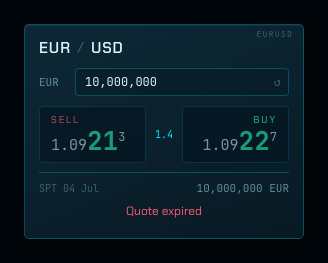 EURUSD
EUR / USD
EUR 10,000,000 ↺
SELL BUY
1.09213 1.4 1.09227
SPT 04 Jul 10,000,000 EUR
Quote expired